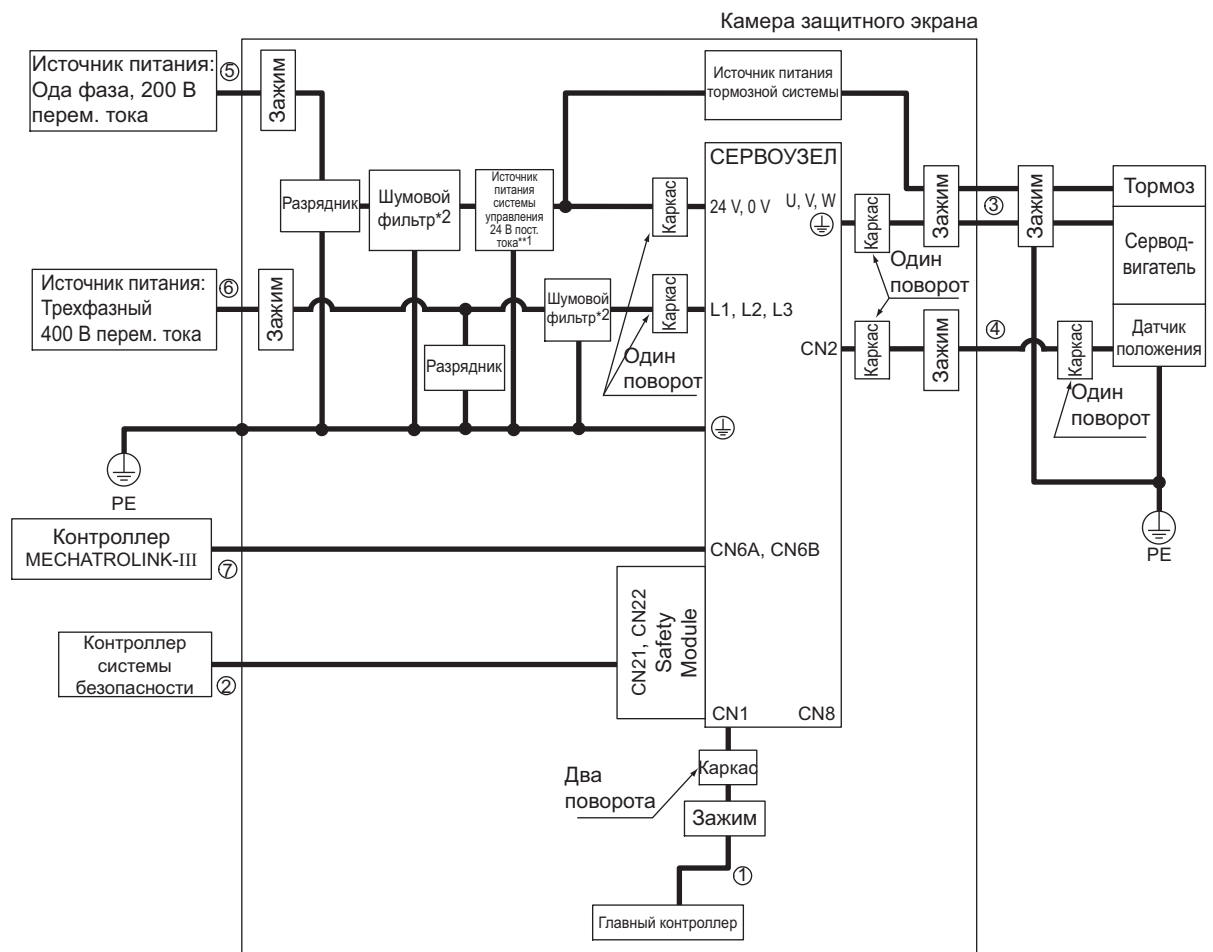 Камера защитного экрана
Источник питания:
Ода фаза, 200 В
перем. тока
⑤
Зажим
Источник питания
тормозной системы
СЕРВОУЗЕЛ
Разрядник
Шумовой
фильтр*2
Источник
питания
системы
управления
24 В пост.
тока**1
Каркас
24 V, 0 V
U, V, W
Каркас
Зажим
③
Зажим
Тормоз
Серводо-
вигатель
Один
поворот
Источник питания:
Трехфазный
400 В перем. тока
⑥
Зажим
Шумовой
фильтр*2
Каркас
L1, L2, L3
Разрядник
Один
поворот
CN2
Каркас
Зажим
④
Каркас
Датчик
положения
Один
поворот
PE
PE
Контроллер
MECHATROLINK-III
⑦
CN6A, CN6B
CN21, CN22
Safety
Module
Контроллер
системы
безопасности
②
CN1
CN8
Два
поворота
Каркас
Зажим
①
Главный контроллер